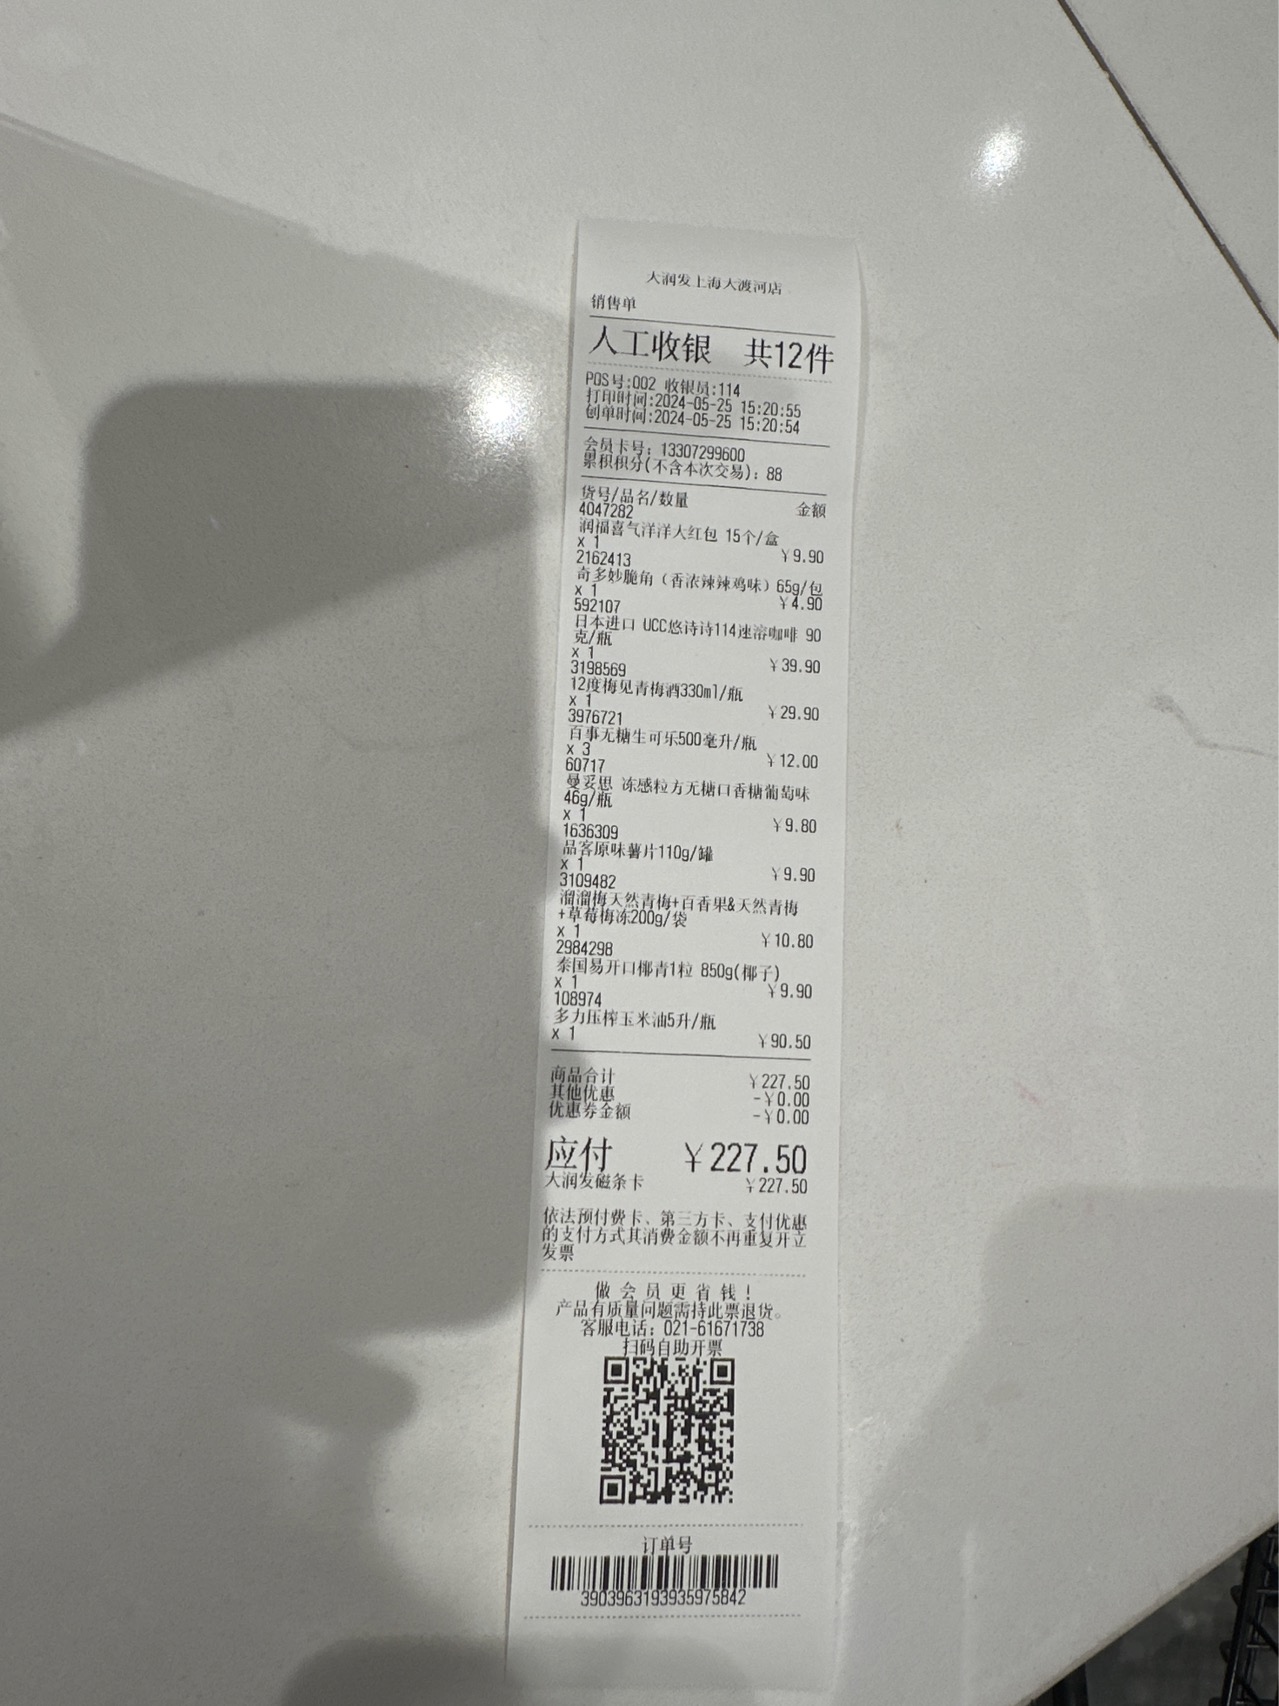 大润发上海大渡河店
销售单
人工收银 共12件
POS号:002 收银员:114
打印时间:2024-05-25 15:20:55
创单时间:2024-05-25 15:20:54
会员卡号: 13307299600
累积积分(不含本次交易): 88
货号/品名/数量 金额
4047282
润福喜气洋洋大红包 15个/盒
x 1 ¥9.90
2162413
奇多妙脆角（香浓辣辣鸡味）65g/包
x 1 ¥4.90
592107
日本进口 UCC悠诗诗114速溶咖啡 90
克/瓶
x 1 ¥39.90
3198569
12度梅见青梅酒330ml/瓶
x 1 ¥29.90
3976721
百事无糖生可乐500毫升/瓶
x 3 ¥12.00
60717
曼妥思 冻感粒方无糖口香糖葡萄味
46g/瓶
x 1 ¥9.80
1636309
品客原味薯片110g/罐
x 1 ¥9.90
3109482
溜溜梅天然青梅+百香果&天然青梅
+草莓梅冻200g/袋
x 1 ¥10.80
2984298
泰国易开口椰青1粒 850g(椰子)
x 1 ¥9.90
108974
多力压榨玉米油5升/瓶
x 1 ¥90.50
商品合计 ¥227.50
其他优惠 -¥0.00
优惠券金额 -¥0.00
应付 ¥227.50
大润发磁条卡 ¥227.50
依法预付费卡、第三方卡、支付优惠
的支付方式其消费金额不再重复开立
发票
做会员更省钱!
产品有质量问题需持此票退货。
客服电话: 021-61671738
扫码自助开票
订单号
3903963193935975842